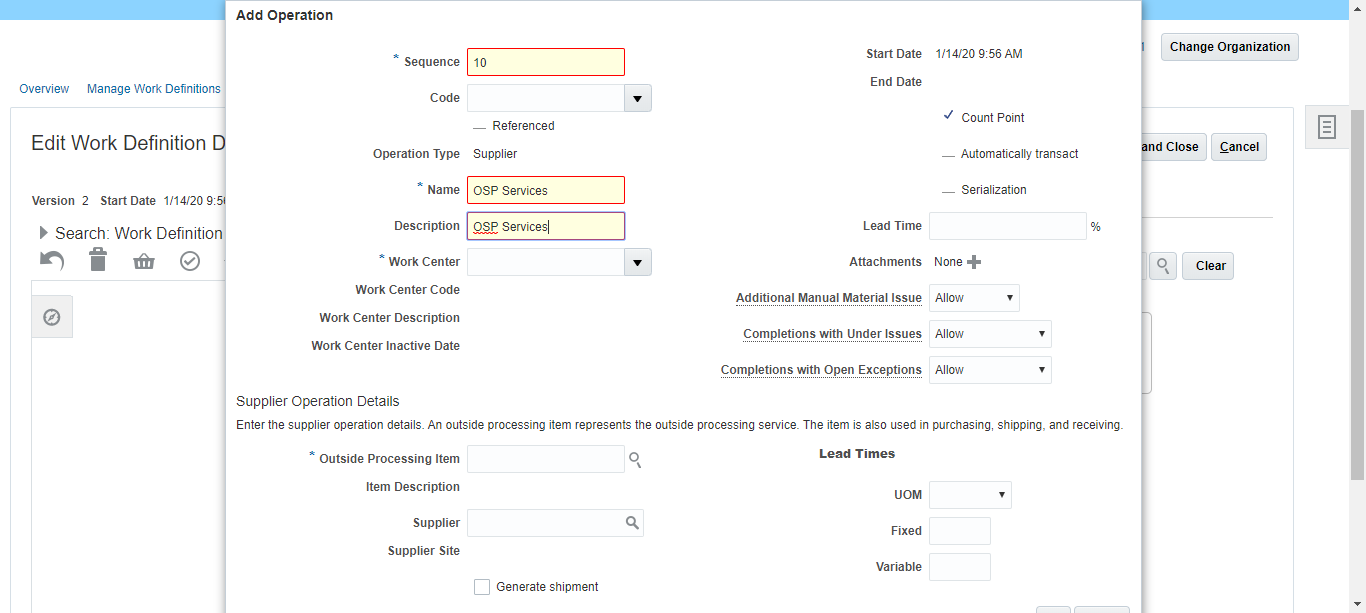 Add Operation
* Sequence 10
Code
Referenced
Operation Type Supplier
* Name OSP Services
Description OSP Services
* Work Center
Work Center Code
Work Center Description
Work Center Inactive Date
Start Date 1/14/20 9:56 AM
End Date
Count Point
Automatically transact
Serialization
Lead Time %
Attachments None
Additional Manual Material Issue Allow
Completions with Under Issues Allow
Completions with Open Exceptions Allow
Supplier Operation Details
Enter the supplier operation details. An outside processing item represents the outside processing service. The item is also used in purchasing, shipping, and receiving.
* Outside Processing Item
Item Description
Supplier
Supplier Site
Generate shipment
Lead Times
UOM
Fixed
Variable
Change Organization
Overview Manage Work Definitions
Edit Work Definition D
and Close Cancel
Version 2 Start Date 1/14/20 9:56
Search: Work Definition
Clear